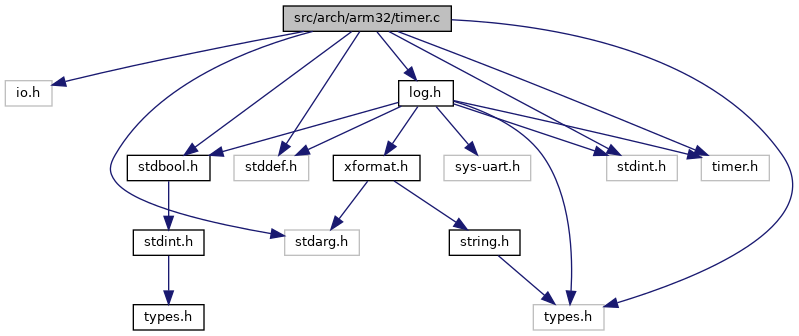 src/arch/arm32/timer.c
io.h
log.h
stdbool.h
stddef.h
xformat.h
sys-uart.h
stdint.h
timer.h
stdint.h
stdarg.h
string.h
types.h
types.h